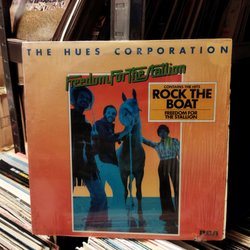 THE HUES CORPORATION
Freedom For The Stallion
CONTAINS THE HITS
ROCK THE
BOAT
FREEDOM FOR
THE STALLION
RCA